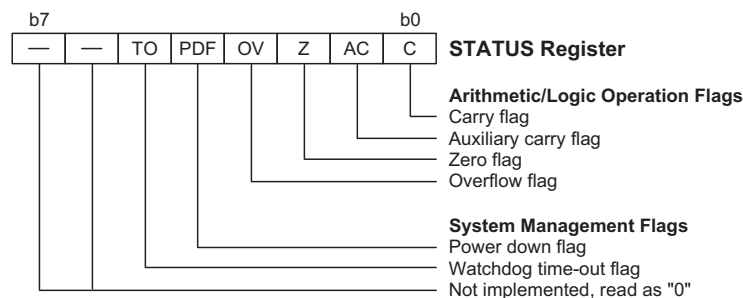 b7 b0
— — TO PDF OV Z AC C STATUS Register
Arithmetic/Logic Operation Flags
Carry flag
Auxiliary carry flag
Zero flag
Overflow flag
System Management Flags
Power down flag
Watchdog time-out flag
Not implemented, read as "0"